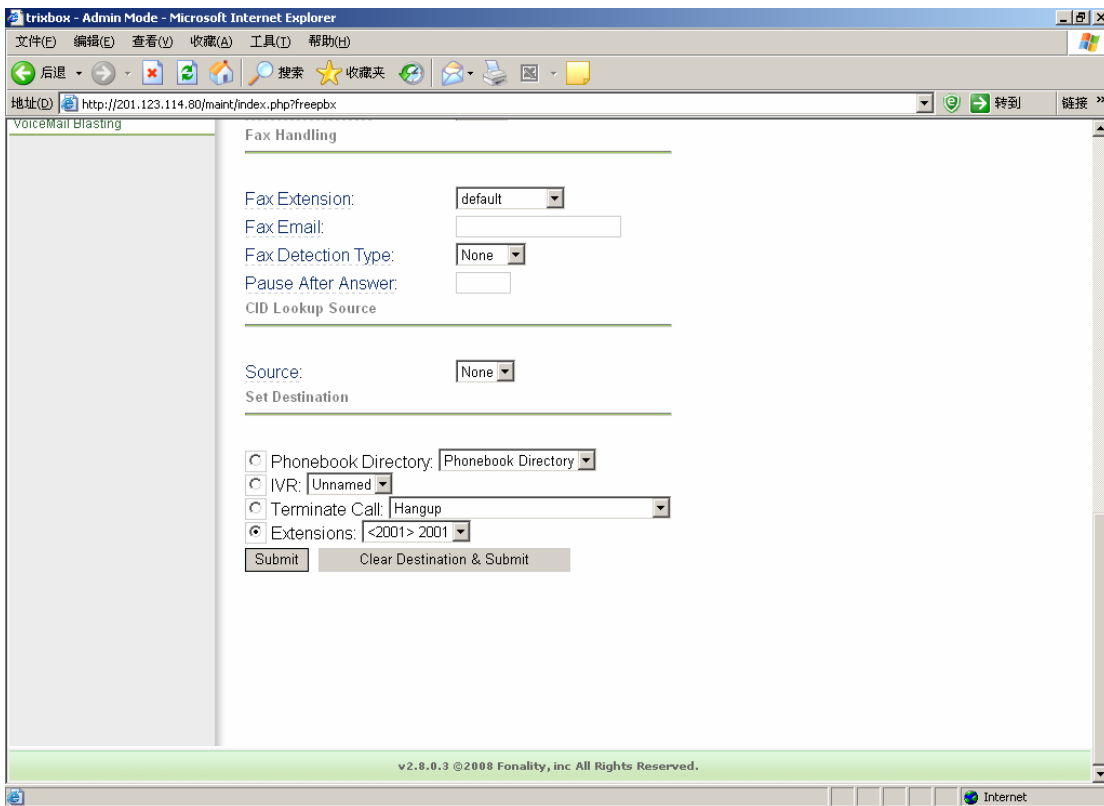 trixbox - Admin Mode - Microsoft Internet Explorer
文件(F) 编辑(E) 查看(V) 收藏(A) 工具(T) 帮助(H)
后退 搜索 收藏夹
地址(D) http://201.123.114.80/maint/index.php?freepbx 转到 链接 »
VoiceMail Blasting
Fax Handling
Fax Extension: default
Fax Email:
Fax Detection Type: None
Pause After Answer:
CID Lookup Source
Source: None
Set Destination
Phonebook Directory: Phonebook Directory
IVR: Unnamed
Terminate Call: Hangup
Extensions: <2001> 2001
Submit Clear Destination & Submit
v2.8.0.3 ©2008 Fonality, inc All Rights Reserved.
Internet